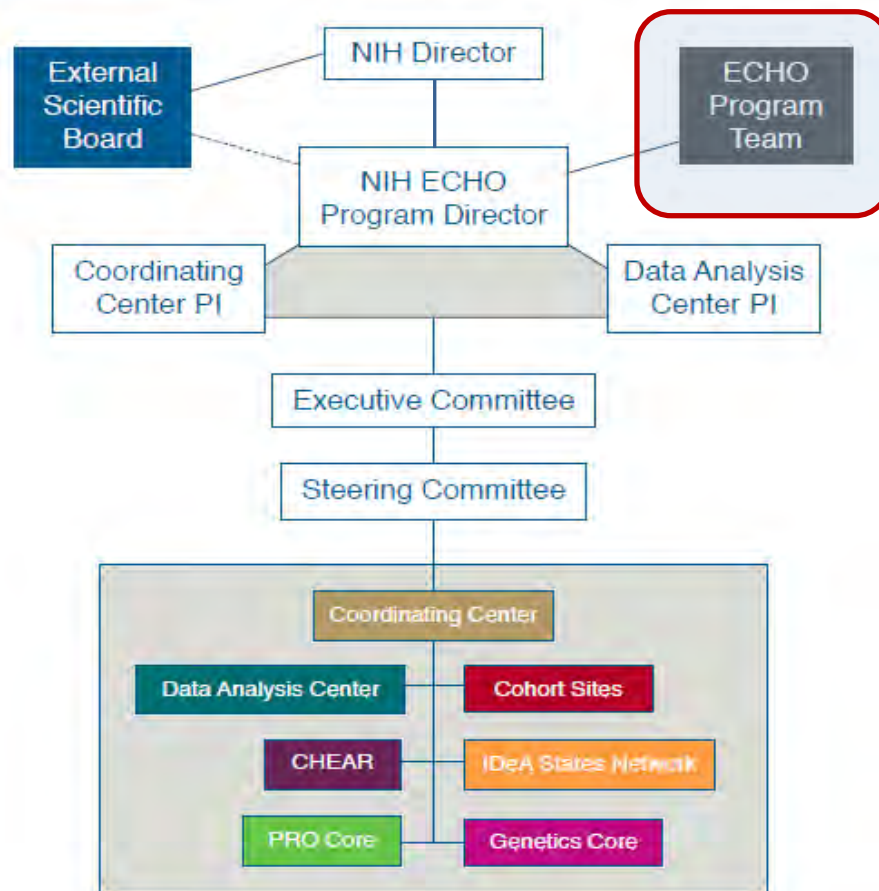 NIH Director
External
Scientific
Board
ECHO
Program
Team
NIH ECHO
Program Director
Coordinating
Center PI
Data Analysis
Center PI
Executive Committee
Steering Committee
Coordinating Center
Data Analysis Center
Cohort Sites
CHEAR
IDeA States Network
PRO Core
Genetics Core